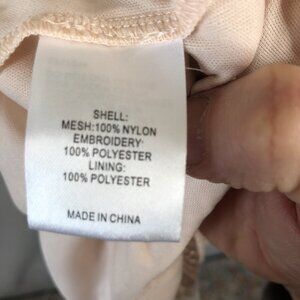 SHELL:
MESH:100% NYLON
EMBROIDERY:
100% POLYESTER
LINING:
100% POLYESTER
MADE IN CHINA